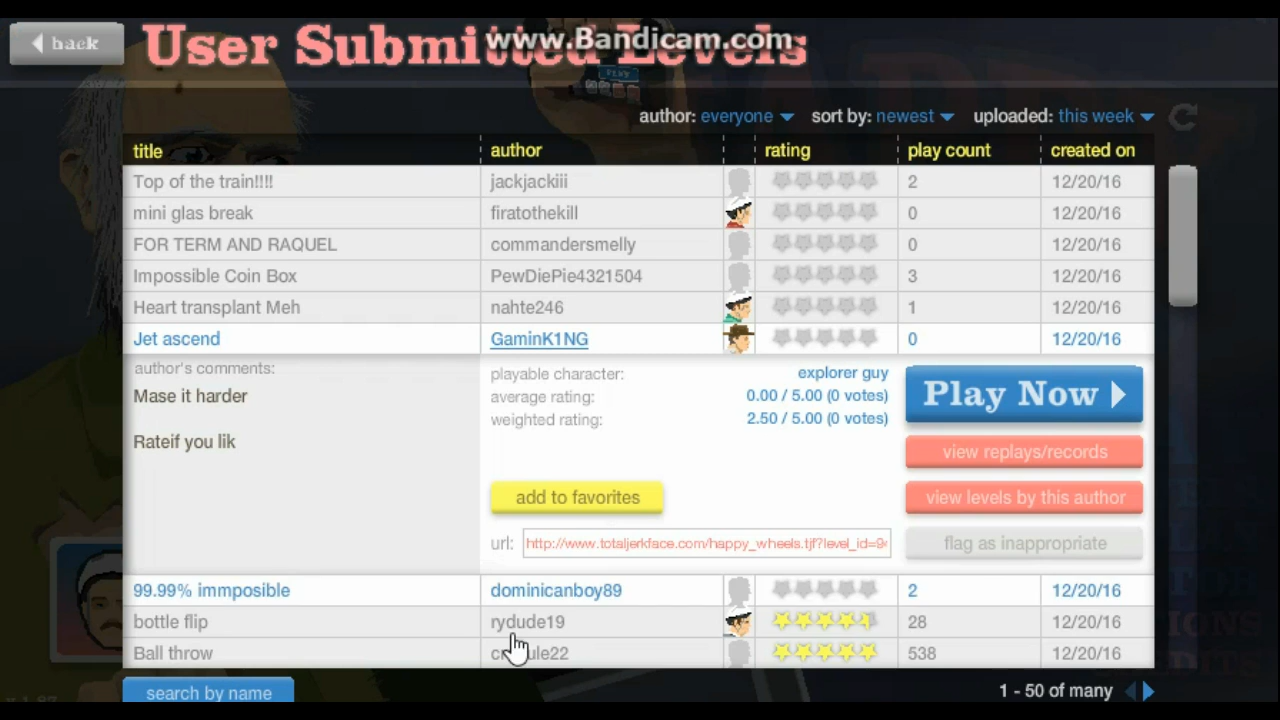 back
User Submitted Levels
www.Bandicam.com
author: everyone sort by: newest uploaded: this week
title author rating play count created on
Top of the train!!!! jackjackiii 2 12/20/16
mini glas break firatothekill 0 12/20/16
FOR TERM AND RAQUEL commandersmelly 0 12/20/16
Impossible Coin Box PewDiePie4321504 3 12/20/16
Heart transplant Meh nahte246 1 12/20/16
Jet ascend GaminK1NG 0 12/20/16
author's comments:
Mase it harder
Rateif you lik
playable character: explorer guy
average rating: 0.00 / 5.00 (0 votes)
weighted rating: 2.50 / 5.00 (0 votes)
Play Now
view replays/records
add to favorites
view levels by this author
url: http://www.totaljerkface.com/happy_wheels.tjf?level_id=9
flag as inappropriate
99.99% immposible dominicanboy89 2 12/20/16
bottle flip rydude19 28 12/20/16
Ball throw 538 12/20/16
search by name
1 - 50 of many